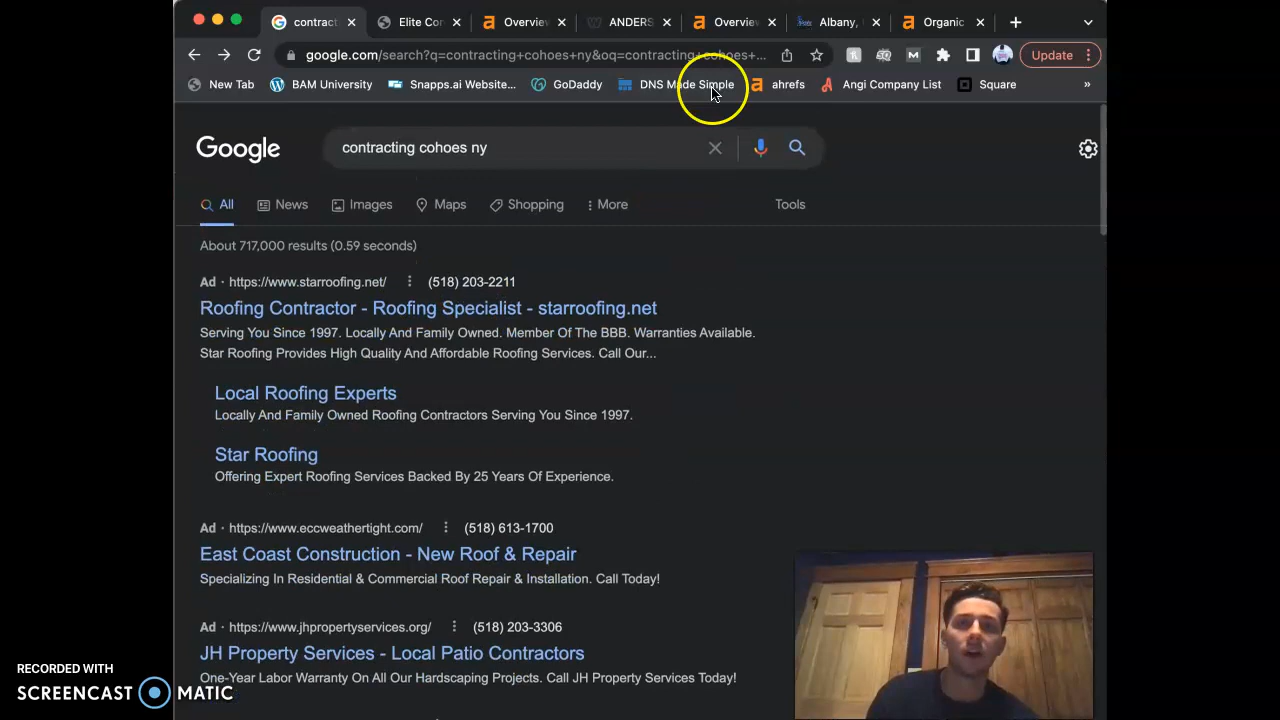 contract
Elite Con
Overview
ANDERS
Overview
Albany,
Organic
google.com/search?q=contracting+cohoes+ny&oq=contracting+cohoes+...
Update
New Tab
BAM University
Snapps.ai Website...
GoDaddy
DNS Made Simple
ahrefs
Angi Company List
Square
»
Google
contracting cohoes ny
All
News
Images
Maps
Shopping
More
Tools
About 717,000 results (0.59 seconds)
Ad · https://www.starroofing.net/ (518) 203-2211
Roofing Contractor - Roofing Specialist - starroofing.net
Serving You Since 1997. Locally And Family Owned. Member Of The BBB. Warranties Available.
Star Roofing Provides High Quality And Affordable Roofing Services. Call Our...
Local Roofing Experts
Locally And Family Owned Roofing Contractors Serving You Since 1997.
Star Roofing
Offering Expert Roofing Services Backed By 25 Years Of Experience.
Ad · https://www.eccweathertight.com/ (518) 613-1700
East Coast Construction - New Roof & Repair
Specializing In Residential & Commercial Roof Repair & Installation. Call Today!
Ad · https://www.jhpropertyservices.org/ (518) 203-3306
JH Property Services - Local Patio Contractors
One-Year Labor Warranty On All Our Hardscaping Projects. Call JH Property Services Today!
RECORDED WITH
SCREENCAST MATIC